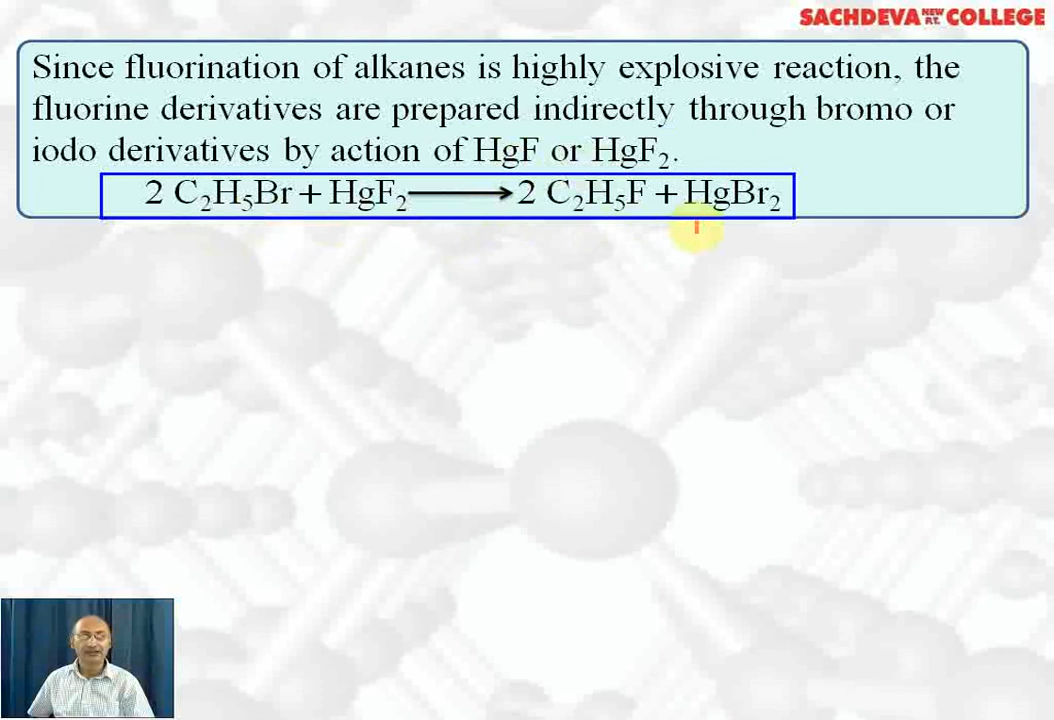 SACHDEVA NEW P.T. COLLEGE
Since fluorination of alkanes is highly explosive reaction, the
fluorine derivatives are prepared indirectly through bromo or
iodo derivatives by action of HgF or HgF₂.
2 C₂H₅Br + HgF₂ ⟶ 2 C₂H₅F + HgBr₂